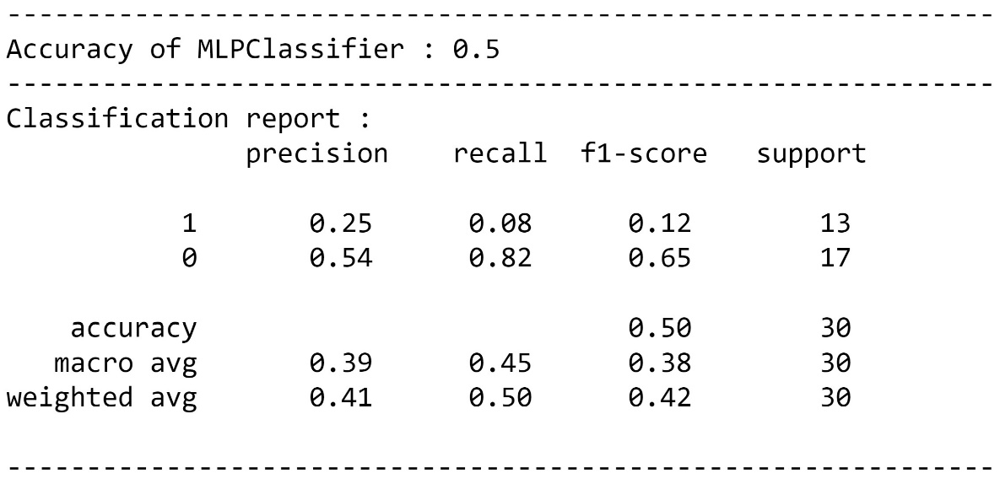 --------------------------------------------------------------
Accuracy of MLPClassifier : 0.5
--------------------------------------------------------------
Classification report :
               precision    recall  f1-score   support

           1       0.25      0.08      0.12        13
           0       0.54      0.82      0.65        17

    accuracy                           0.50        30
   macro avg       0.39      0.45      0.38        30
weighted avg       0.41      0.50      0.42        30

--------------------------------------------------------------